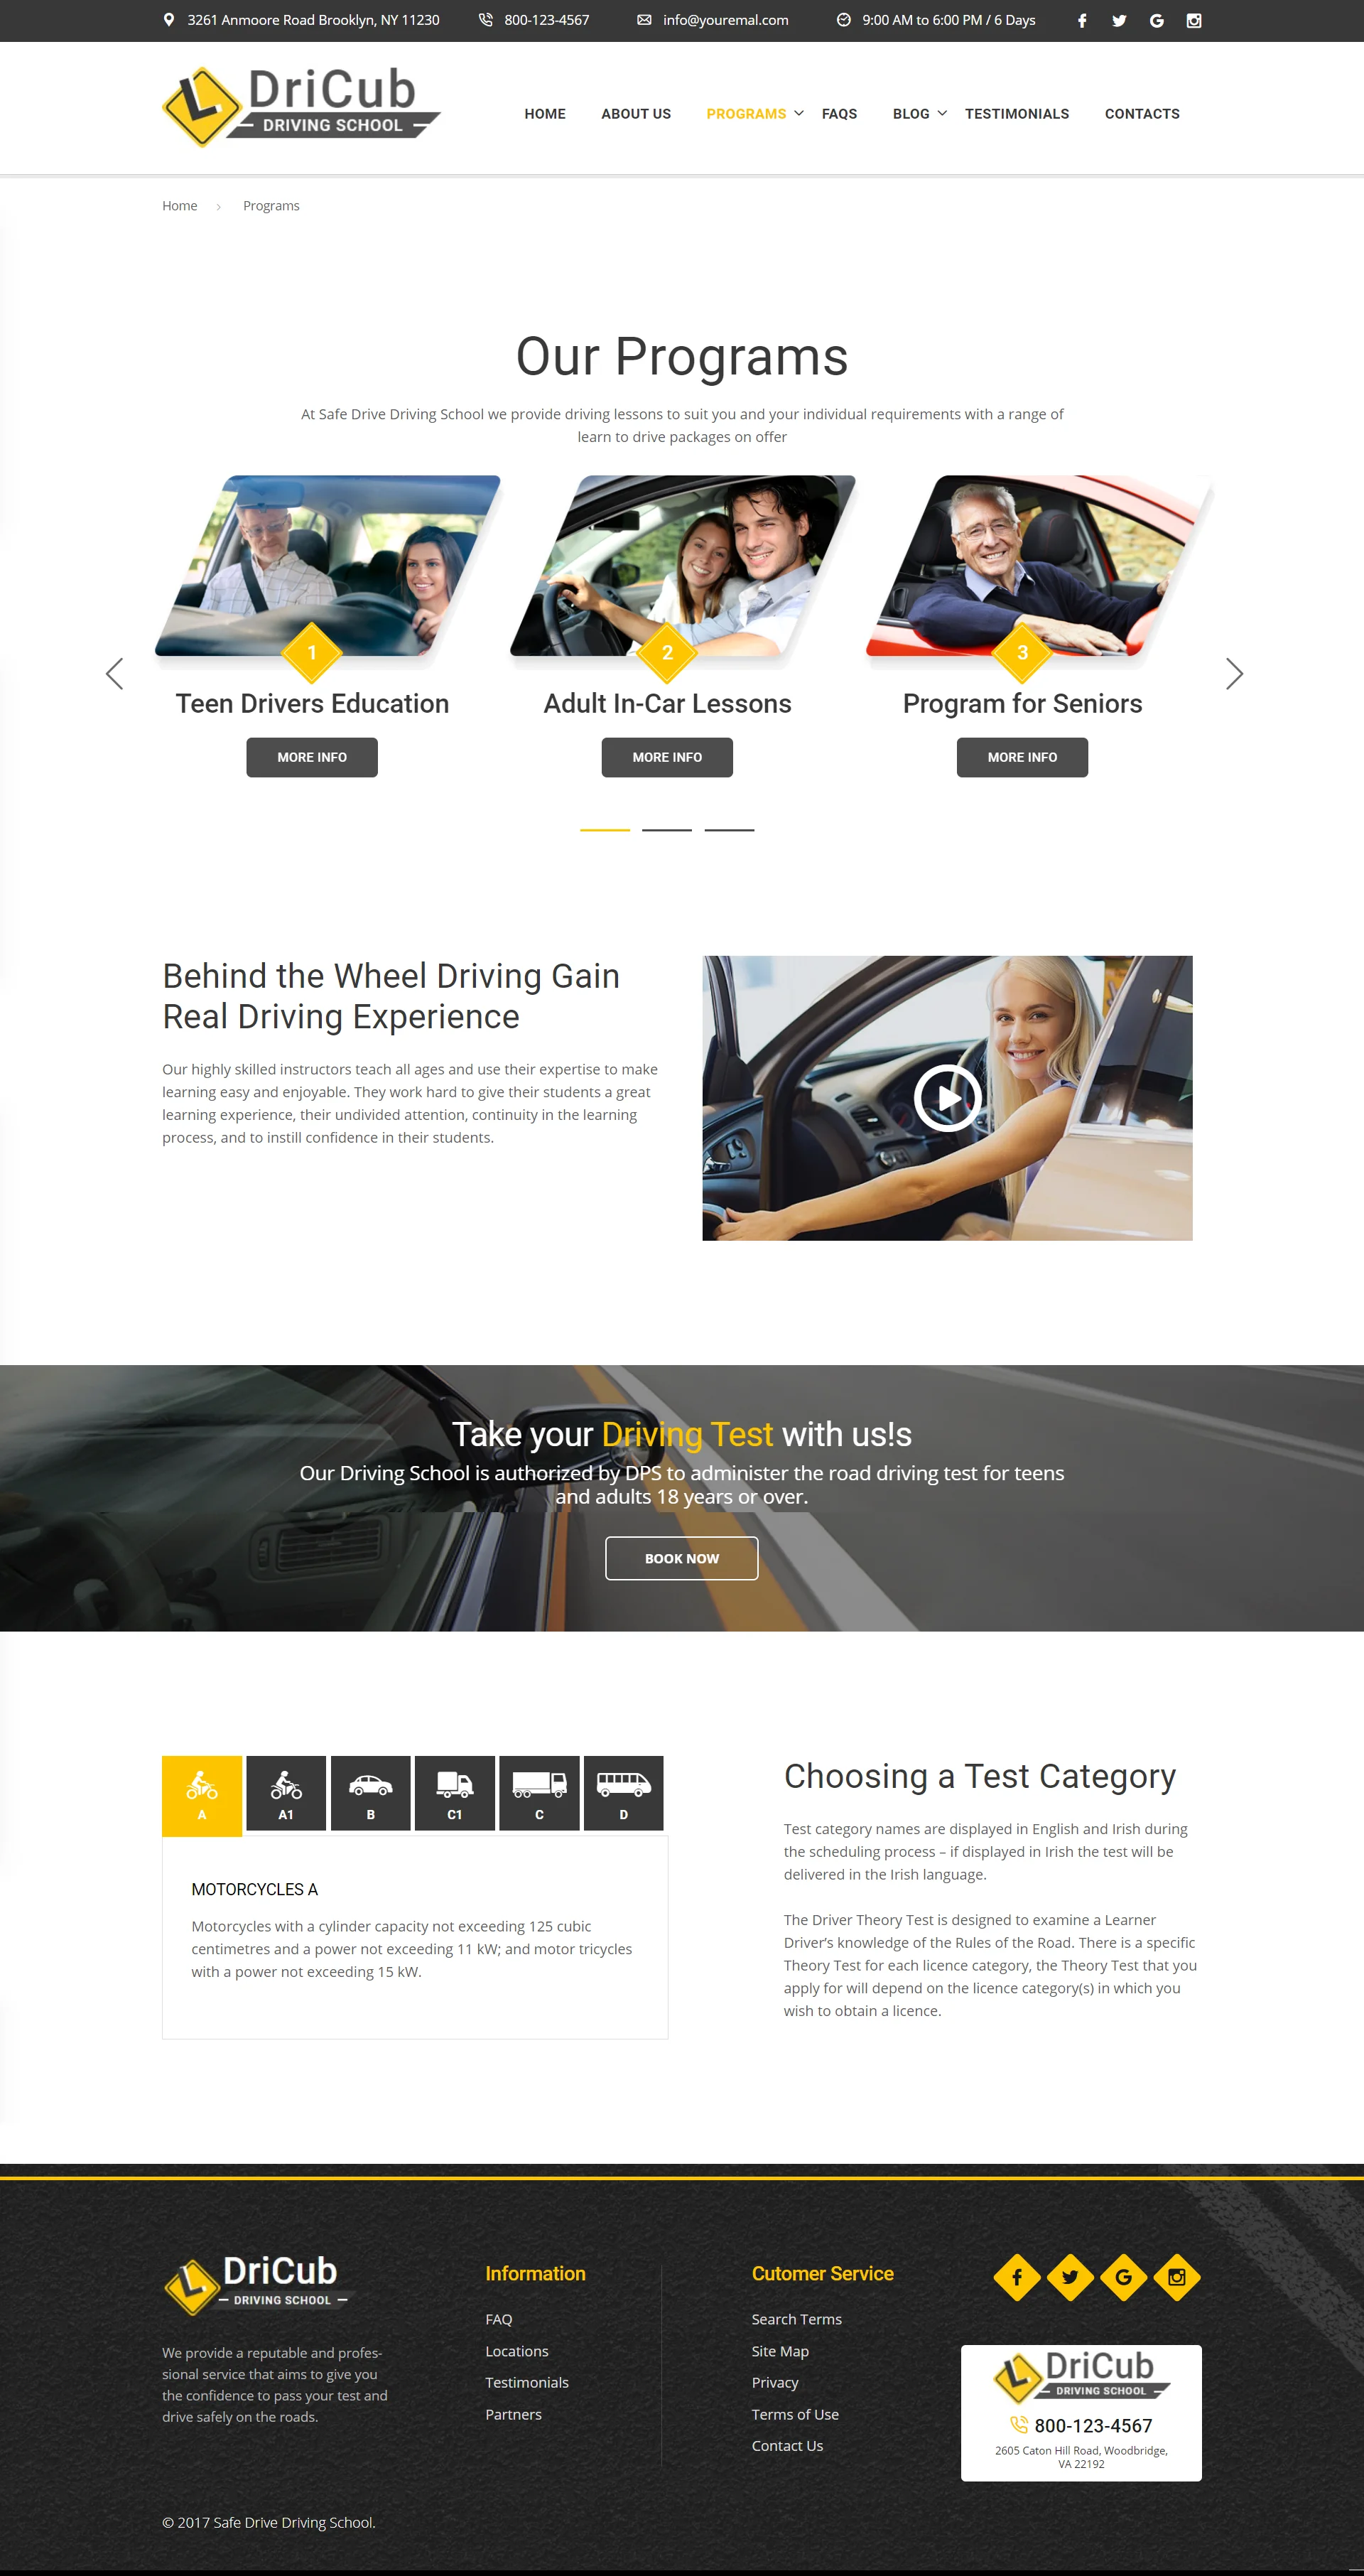 3261 Anmoore Road Brooklyn, NY 11230
800-123-4567
info@youremal.com
9:00 AM to 6:00 PM / 6 Days
L
DriCub
DRIVING SCHOOL
HOME
ABOUT US
PROGRAMS
FAQS
BLOG
TESTIMONIALS
CONTACTS
Home
Programs
Our Programs
At Safe Drive Driving School we provide driving lessons to suit you and your individual requirements with a range of
learn to drive packages on offer
1
Teen Drivers Education
MORE INFO
2
Adult In-Car Lessons
MORE INFO
3
Program for Seniors
MORE INFO
Behind the Wheel Driving Gain
Real Driving Experience
Our highly skilled instructors teach all ages and use their expertise to make
learning easy and enjoyable. They work hard to give their students a great
learning experience, their undivided attention, continuity in the learning
process, and to instill confidence in their students.
Take your Driving Test with us!s
Our Driving School is authorized by DPS to administer the road driving test for teens
and adults 18 years or over.
BOOK NOW
A
A1
B
C1
C
D
MOTORCYCLES A
Motorcycles with a cylinder capacity not exceeding 125 cubic
centimetres and a power not exceeding 11 kW; and motor tricycles
with a power not exceeding 15 kW.
Choosing a Test Category
Test category names are displayed in English and Irish during
the scheduling process – if displayed in Irish the test will be
delivered in the Irish language.
The Driver Theory Test is designed to examine a Learner
Driver’s knowledge of the Rules of the Road. There is a specific
Theory Test for each licence category, the Theory Test that you
apply for will depend on the licence category(s) in which you
wish to obtain a licence.
L
DriCub
DRIVING SCHOOL
We provide a reputable and profes-
sional service that aims to give you
the confidence to pass your test and
drive safely on the roads.
Information
FAQ
Locations
Testimonials
Partners
Cutomer Service
Search Terms
Site Map
Privacy
Terms of Use
Contact Us
L
DriCub
DRIVING SCHOOL
800-123-4567
2605 Caton Hill Road, Woodbridge,
VA 22192
© 2017 Safe Drive Driving School.